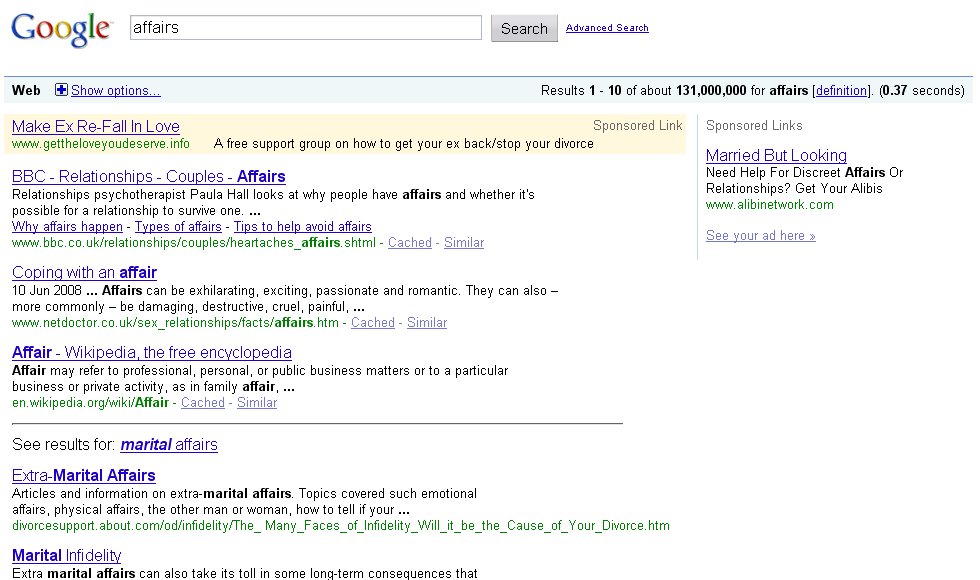 Google™ affairs Search Advanced Search
Web Show options... Results 1 - 10 of about 131,000,000 for affairs [definition]. (0.37 seconds)
Make Ex Re-Fall In Love Sponsored Link
www.gettheloveyoudeserve.info A free support group on how to get your ex back/stop your divorce
BBC - Relationships - Couples - Affairs
Relationships psychotherapist Paula Hall looks at why people have affairs and whether it's
possible for a relationship to survive one. ...
Why affairs happen - Types of affairs - Tips to help avoid affairs
www.bbc.co.uk/relationships/couples/heartaches_affairs.shtml - Cached - Similar
Coping with an affair
10 Jun 2008 ... Affairs can be exhilarating, exciting, passionate and romantic. They can also –
more commonly – be damaging, destructive, cruel, painful, ...
www.netdoctor.co.uk/sex_relationships/facts/affairs.htm - Cached - Similar
Affair - Wikipedia, the free encyclopedia
Affair may refer to professional, personal, or public business matters or to a particular
business or private activity, as in family affair, ...
en.wikipedia.org/wiki/Affair - Cached - Similar
See results for: marital affairs
Extra-Marital Affairs
Articles and information on extra-marital affairs. Topics covered such emotional
affairs, physical affairs, the other man or woman, how to tell if your ...
divorcesupport.about.com/od/infidelity/The_ Many_Faces_of_Infidelity_Will_it_be_the_Cause_of_Your_Divorce.htm
Marital Infidelity
Extra marital affairs can also take its toll in some long-term consequences that
Sponsored Links
Married But Looking
Need Help For Discreet Affairs Or
Relationships? Get Your Alibis
www.alibinetwork.com
See your ad here »